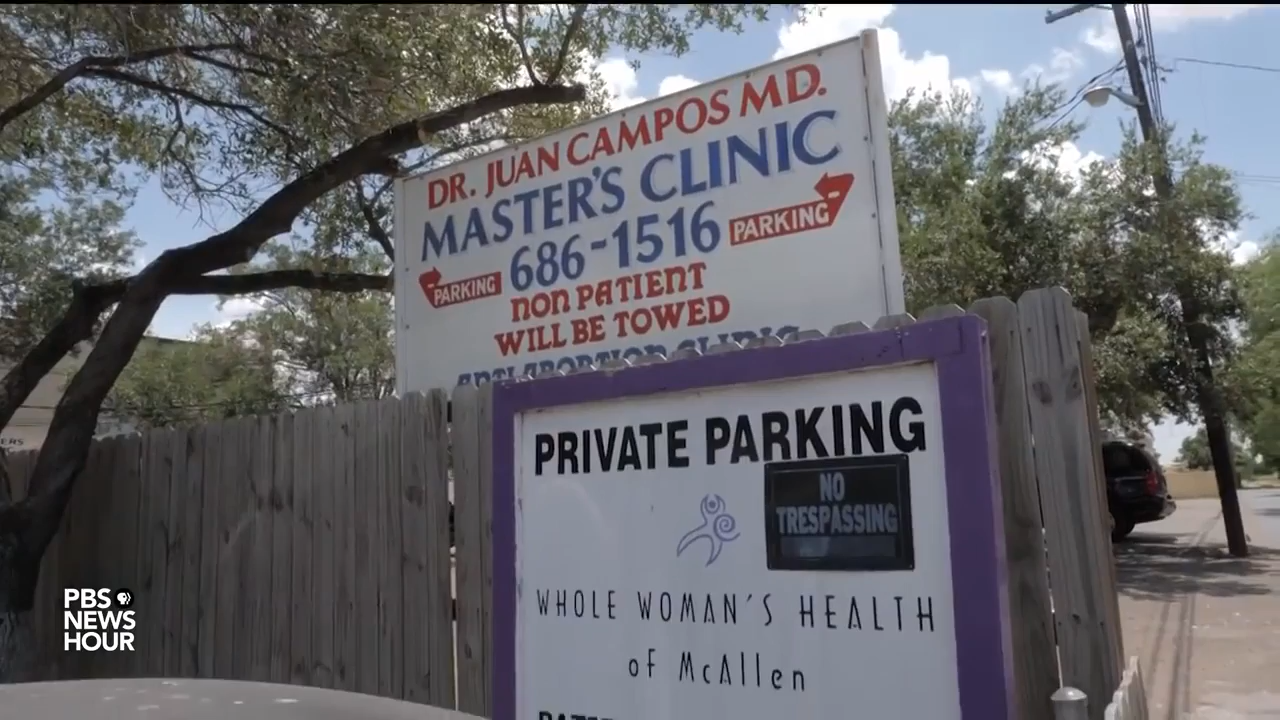 DR. JUAN CAMPOS MD.
MASTER'S CLINIC
686-1516
PARKING
PARKING
NON PATIENT
WILL BE TOWED
PRIVATE PARKING
NO
TRESPASSING
WHOLE WOMAN'S HEALTH
OF McAllen
ERS
PBS
NEWS
HOUR